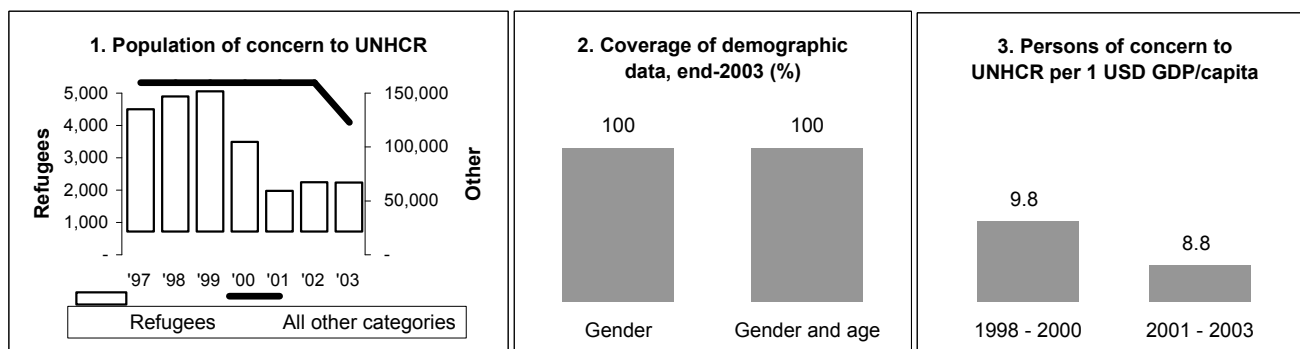 1. Population of concern to UNHCR
5,000
4,000
3,000
2,000
1,000
-
Refugees
150,000
100,000
50,000
-
Other
'97 '98 '99 '00 '01 '02 '03
Refugees All other categories
2. Coverage of demographic
data, end-2003 (%)
100 100
Gender Gender and age
3. Persons of concern to
UNHCR per 1 USD GDP/capita
9.8
8.8
1998 - 2000 2001 - 2003